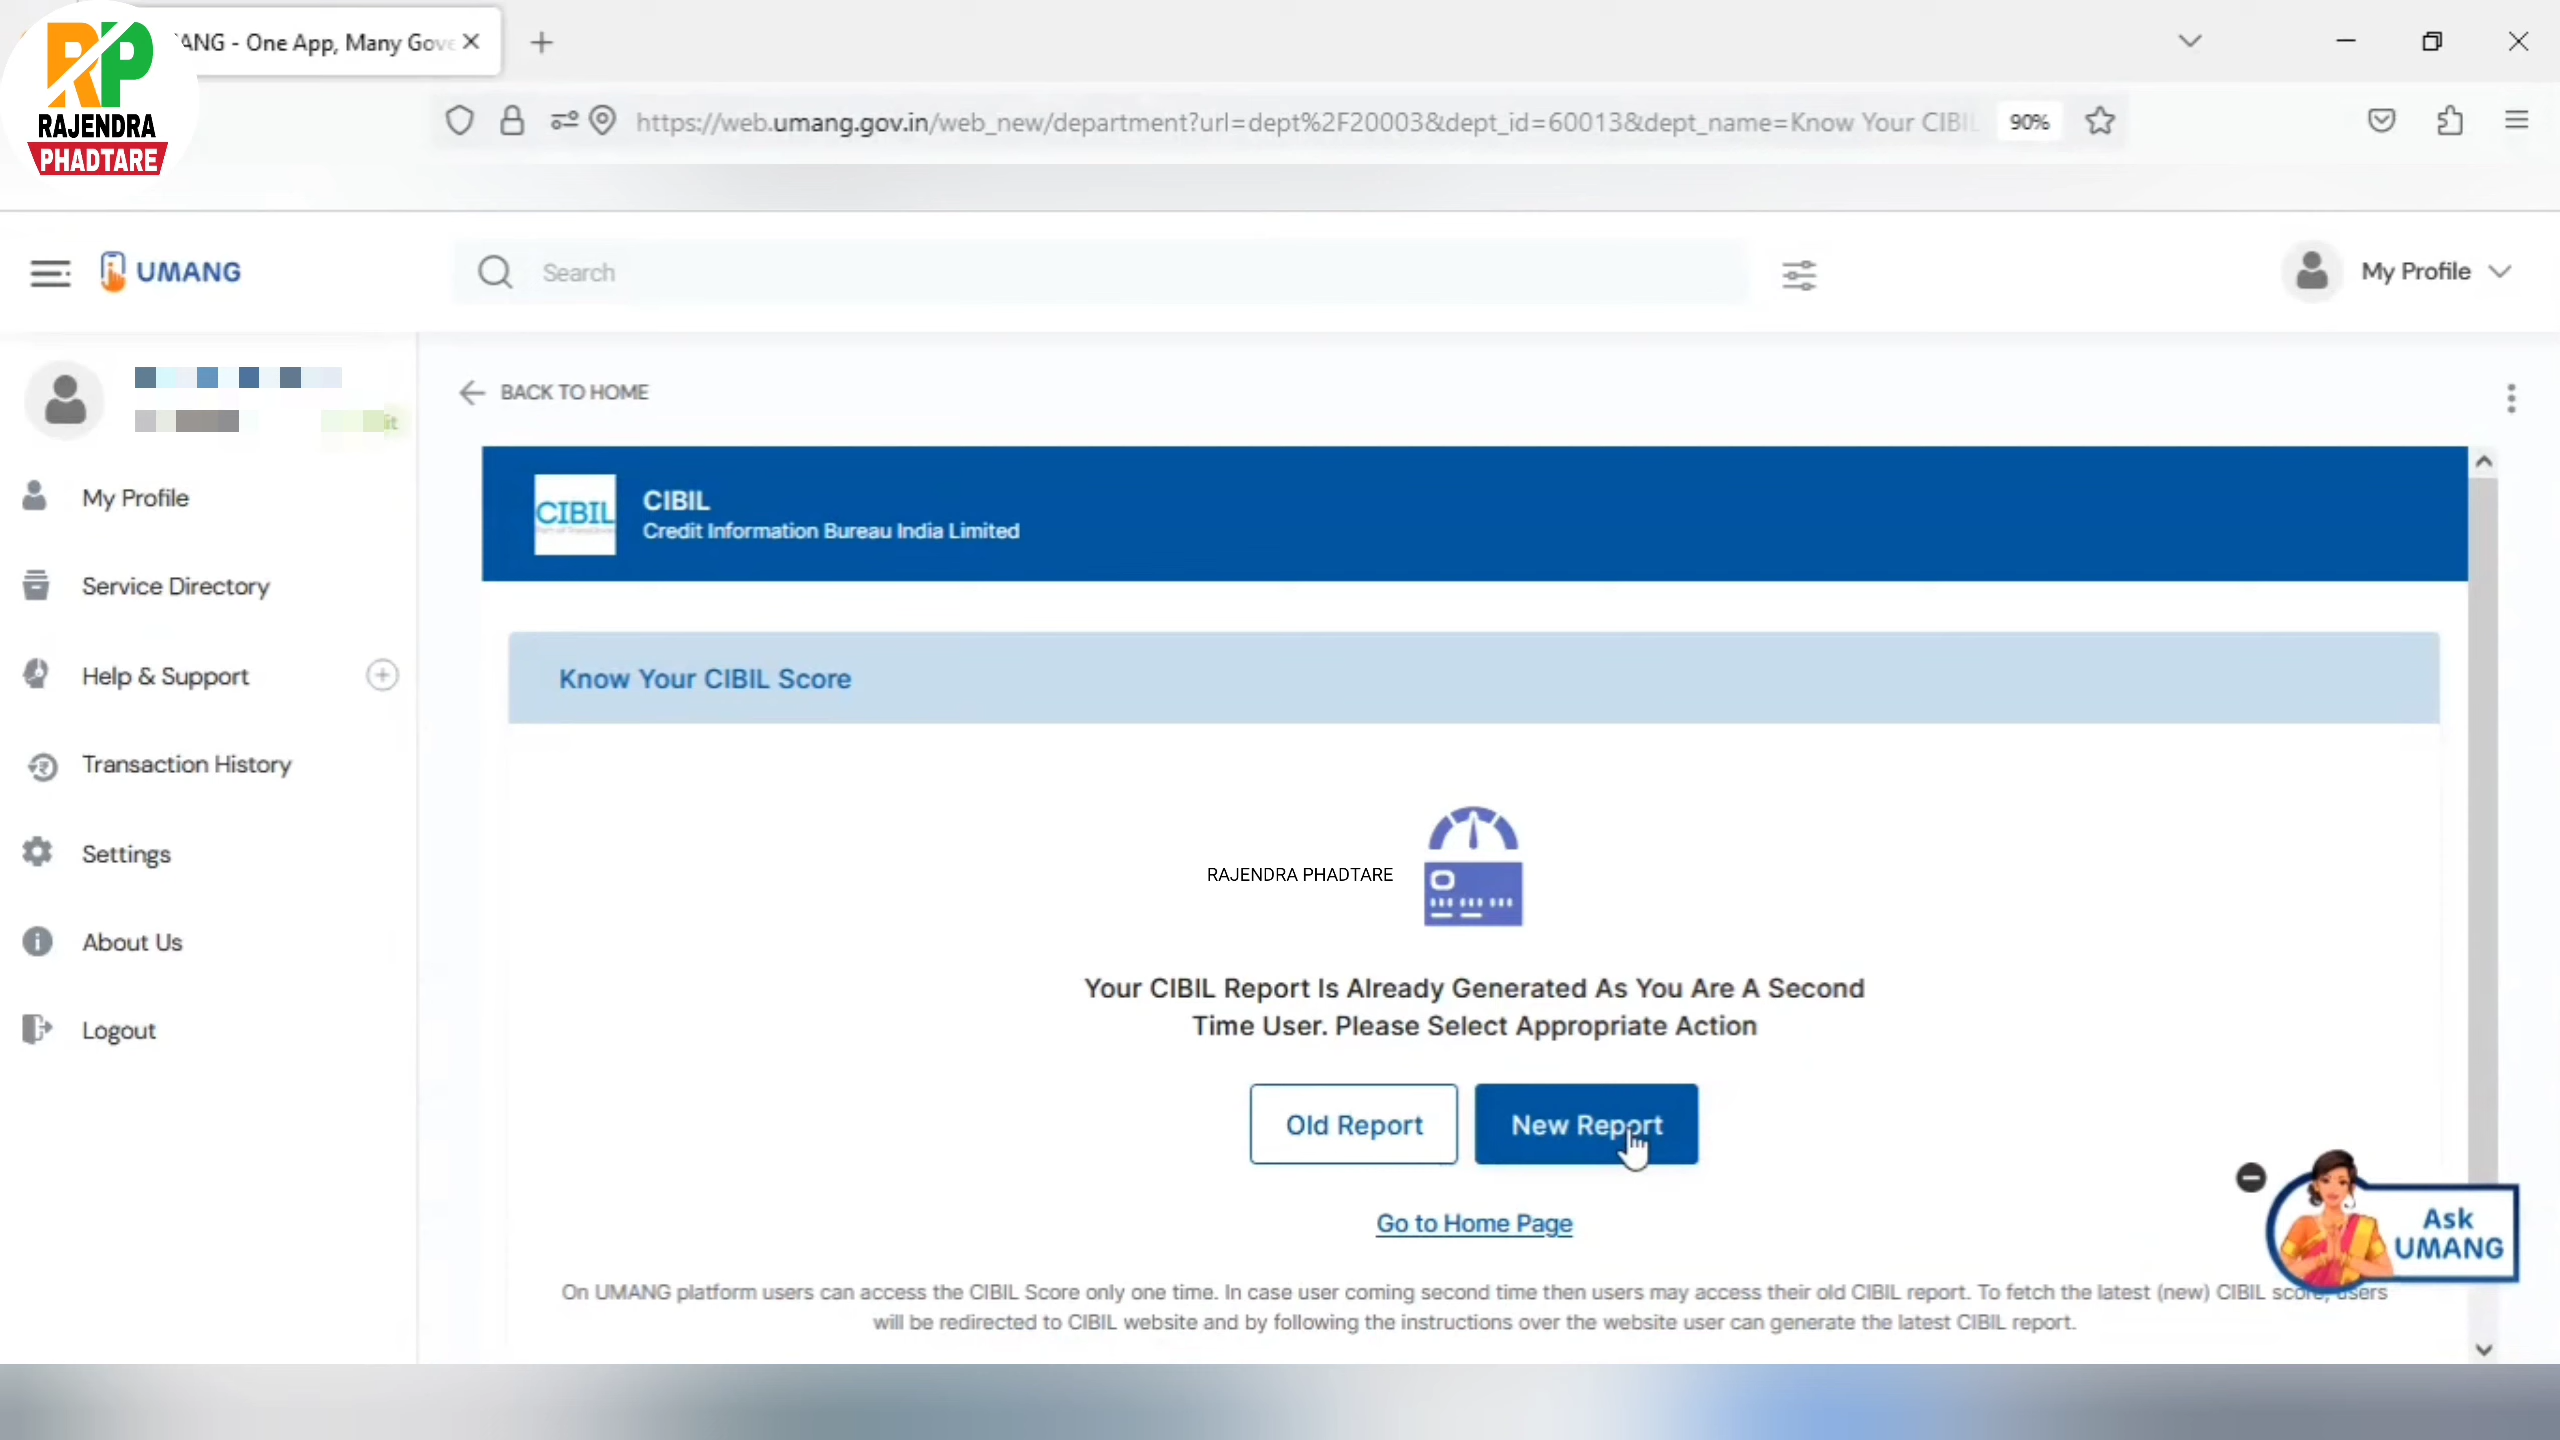 RP
RAJENDRA
PHADTARE
ANG - One App, Many Gove
https://web.umang.gov.in/web_new/department?url=dept%2F20003&dept_id=60013&dept_name=Know Your CIBI
90%
UMANG
Search
My Profile
My Profile
Service Directory
Help & Support
Transaction History
Settings
About Us
Logout
BACK TO HOME
CIBIL
CIBIL
Credit Information Bureau India Limited
Know Your CIBIL Score
RAJENDRA PHADTARE
Your CIBIL Report Is Already Generated As You Are A Second
Time User. Please Select Appropriate Action
Old Report
New Report
Go to Home Page
Ask
UMANG
On UMANG platform users can access the CIBIL Score only one time. In case user coming second time then users may access their old CIBIL report. To fetch the latest (new) CIBIL score, users
will be redirected to CIBIL website and by following the instructions over the website user can generate the latest CIBIL report.